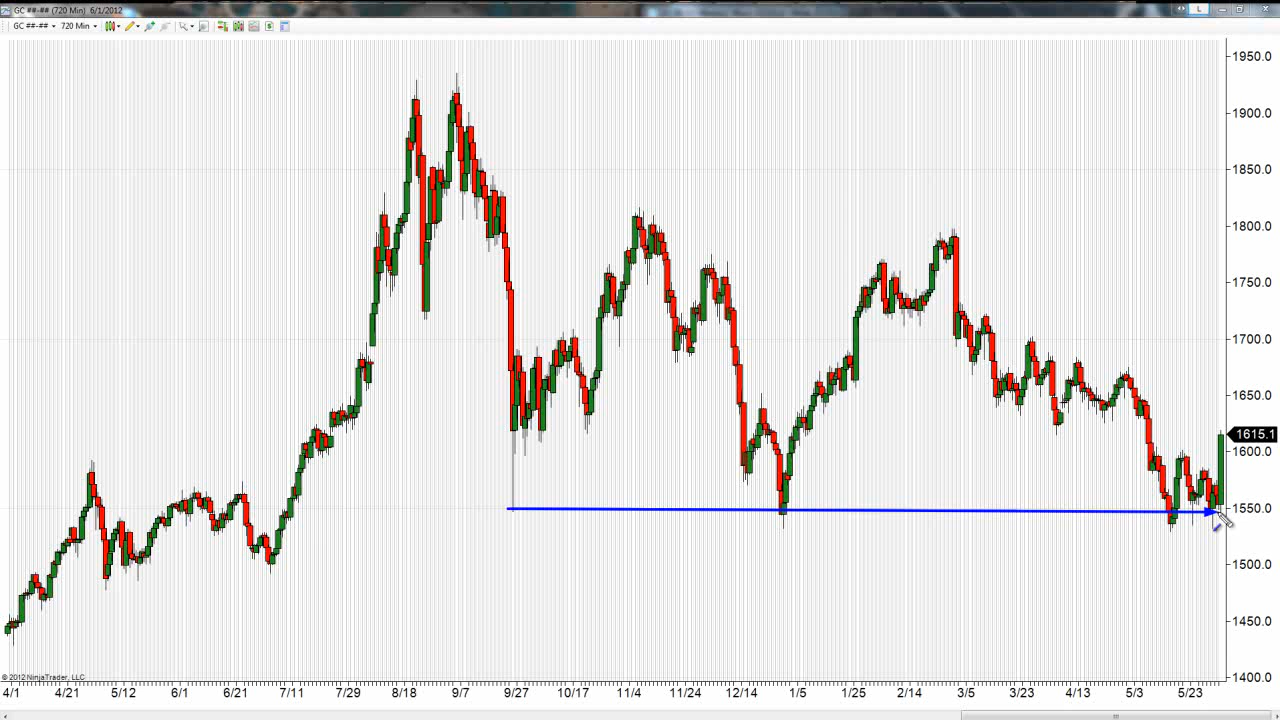 GC ##-## (720 Min)  6/1/2012
GC ##-## 720 Min
L
1950.0
1900.0
1850.0
1800.0
1750.0
1700.0
1650.0
1615.1
1600.0
1550.0
1500.0
1450.0
1400.0
© 2012 NinjaTrader, LLC
4/1 4/21 5/12 6/1 6/21 7/11 7/29 8/18 9/7 9/27 10/17 11/4 11/24 12/14 1/5 1/25 2/14 3/5 3/23 4/13 5/3 5/23